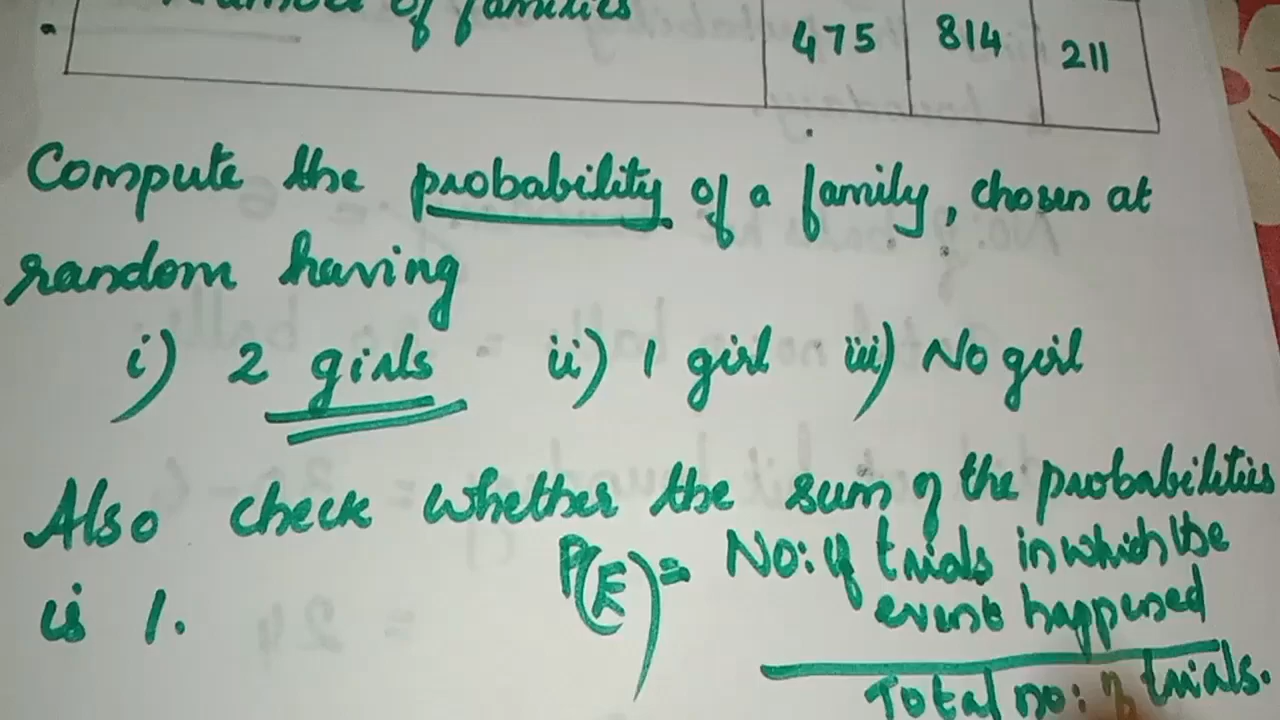 Number of families 475 814 211
Compute the probability of a family, chosen at
random having
i) 2 girls ii) 1 girl iii) No girl
Also check whether the sum of the probabilities
is 1.
P(E) = No: of trials in which the
event happened
Total no: of trials.